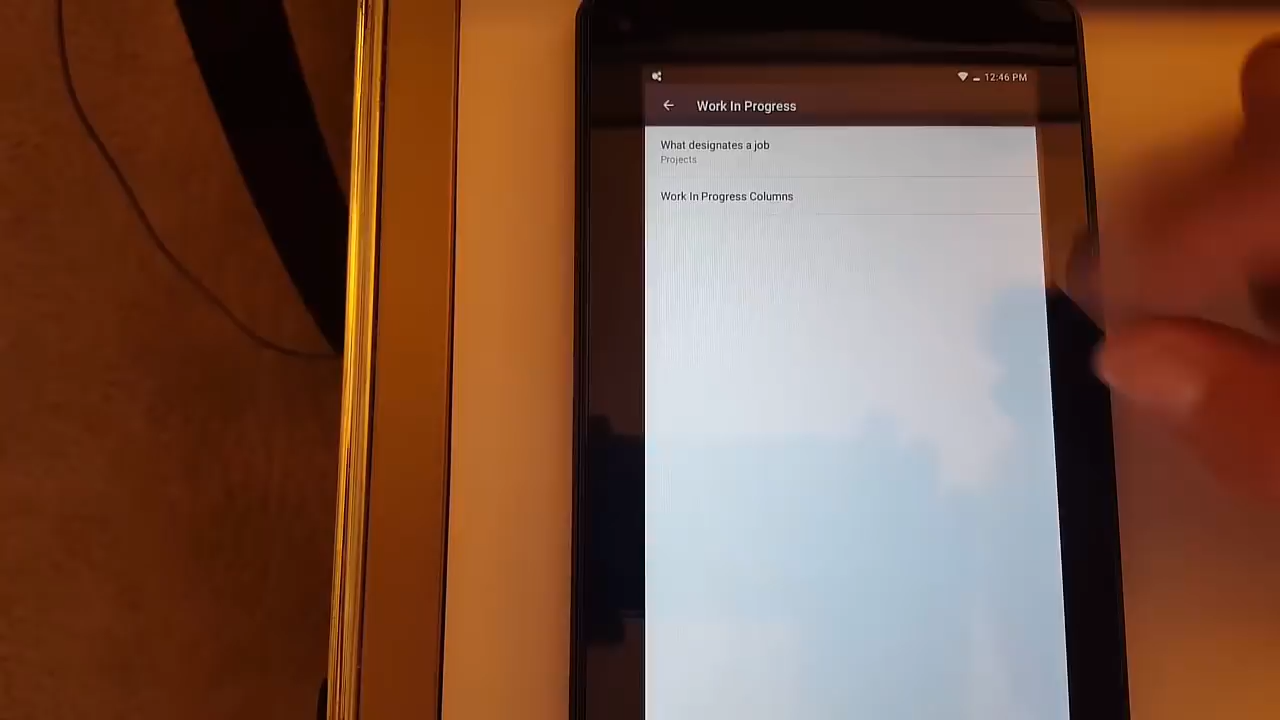 12:46 PM
Work In Progress
What designates a job
Projects
Work In Progress Columns